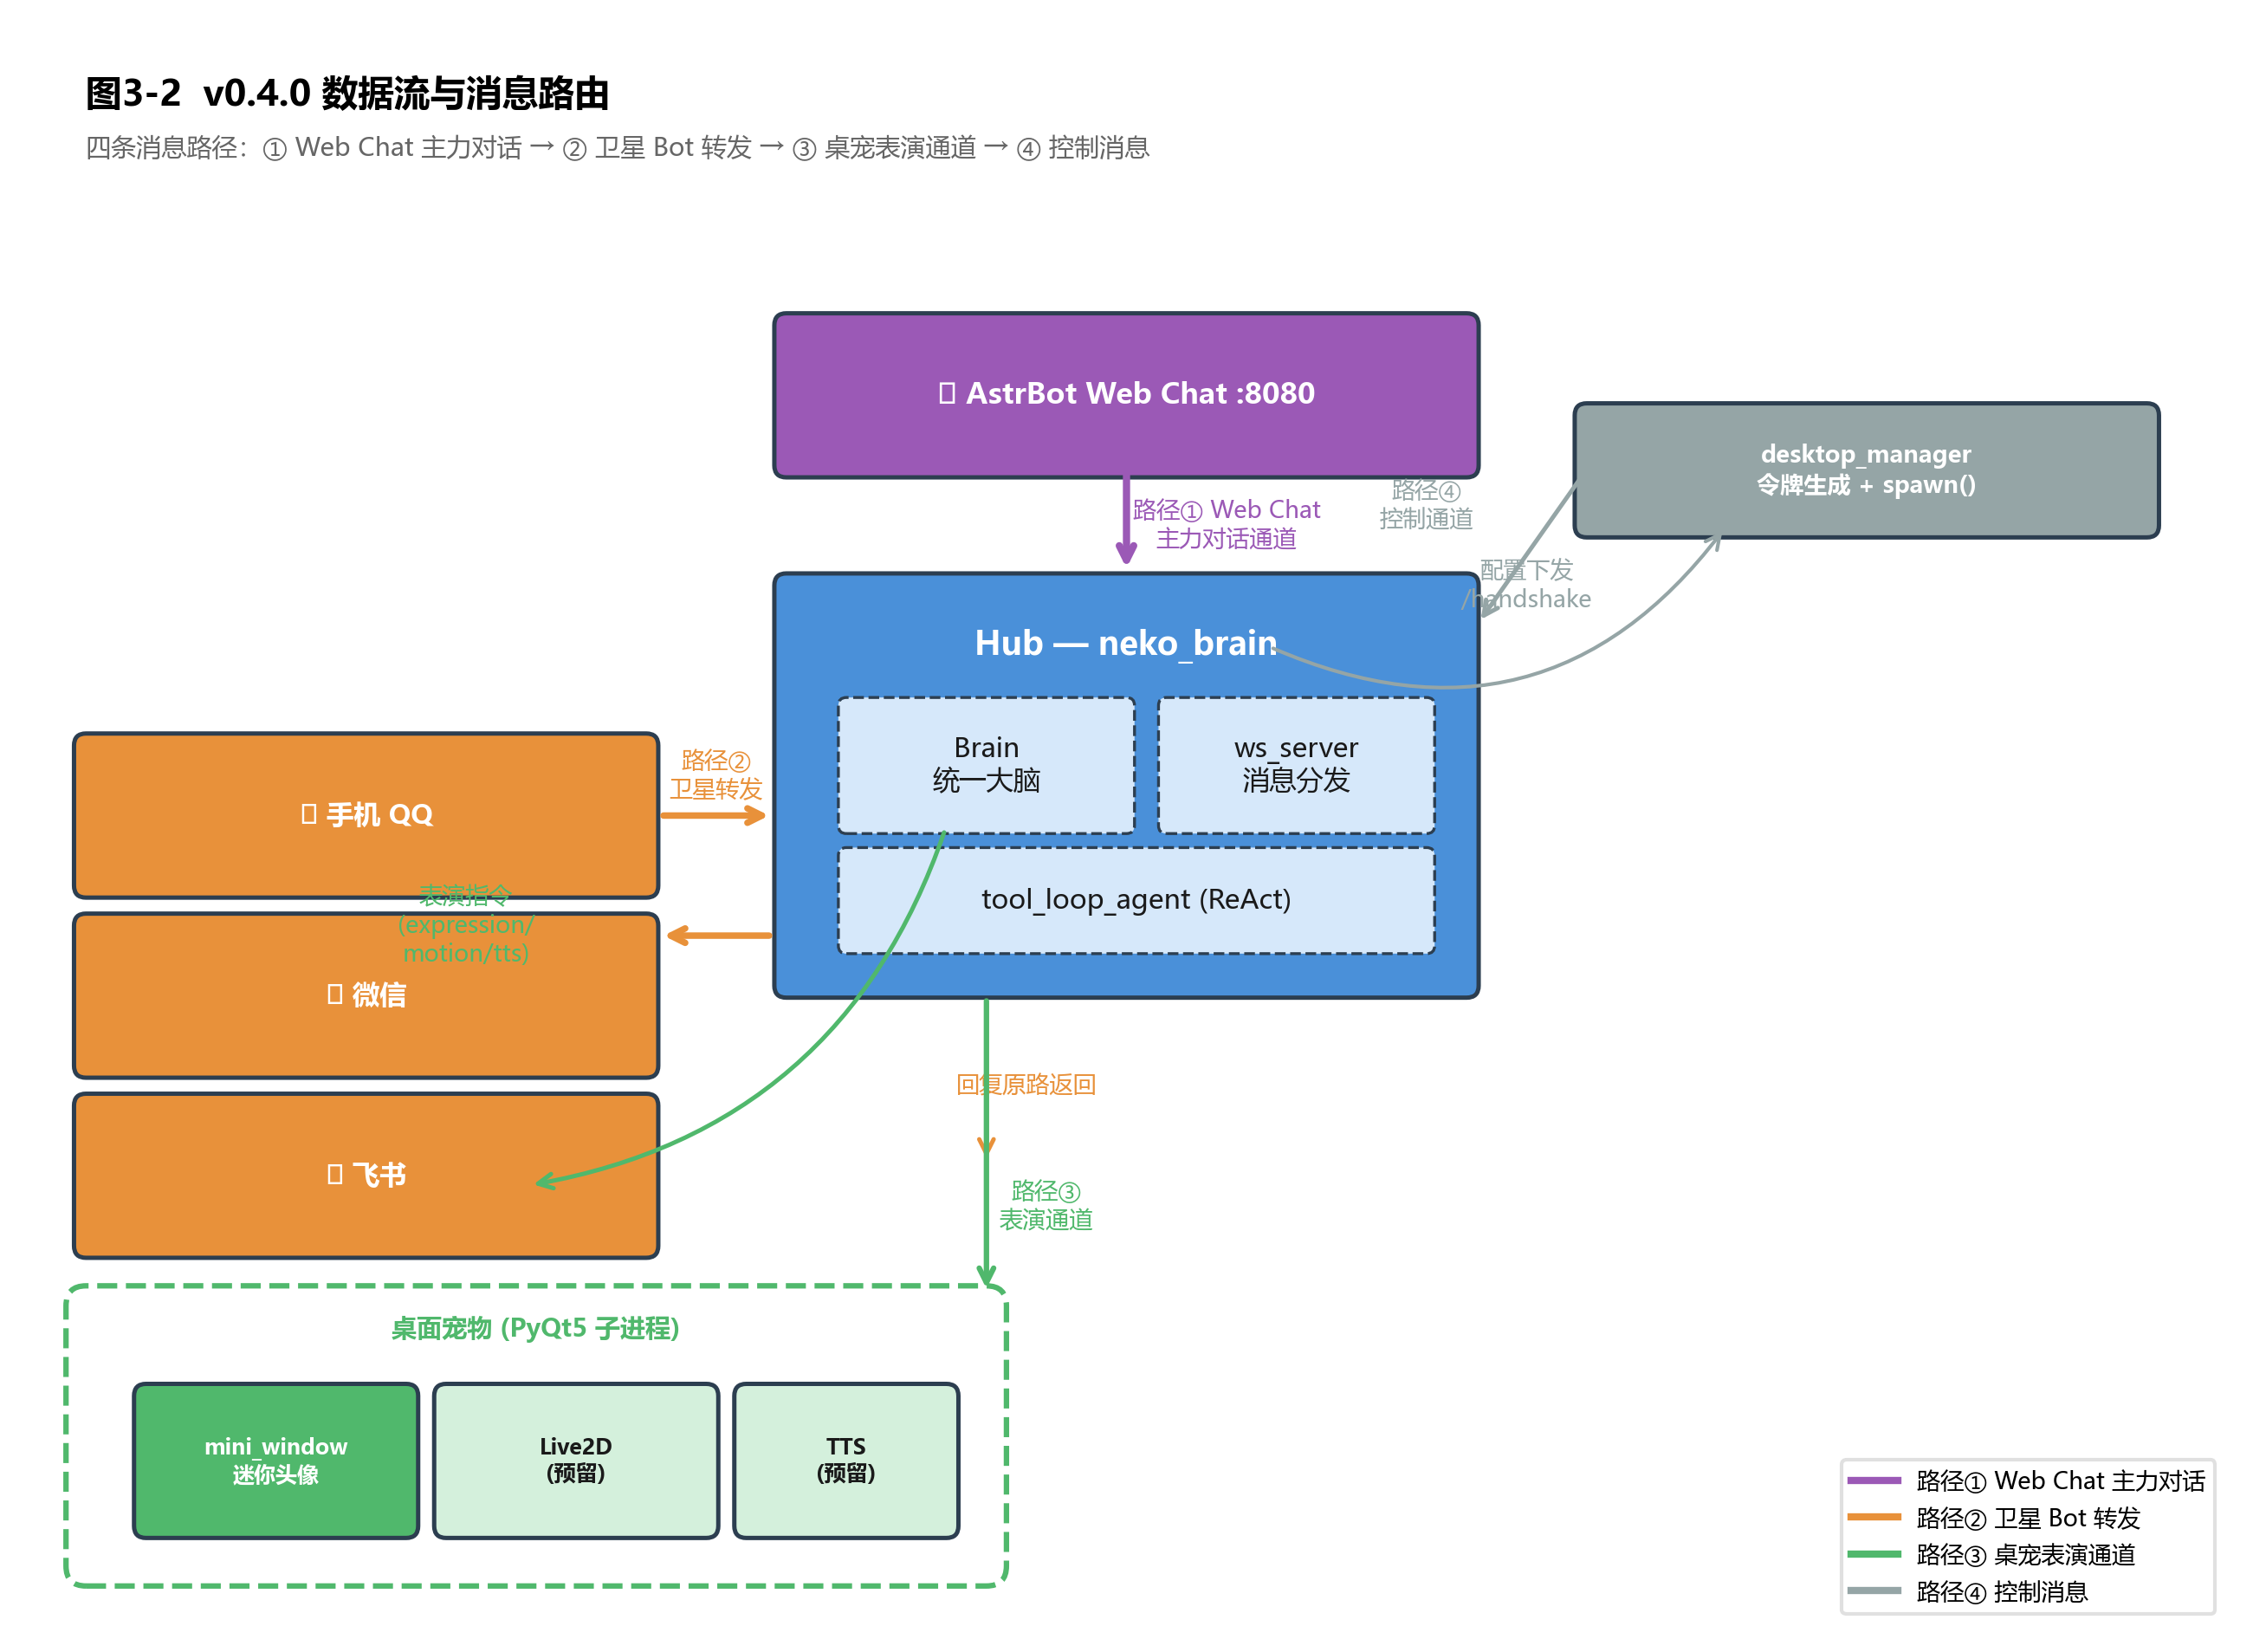 图3-2 v0.4.0 数据流与消息路由
四条消息路径：① Web Chat 主力对话 → ② 卫星 Bot 转发 → ③ 桌宠表演通道 → ④ 控制消息
AstrBot Web Chat :8080
desktop_manager
令牌生成 + spawn()
路径④
控制通道
路径① Web Chat
主力对话通道
配置下发
/handshake
Hub — neko_brain
Brain
统一大脑
ws_server
消息分发
tool_loop_agent (ReAct)
路径②
卫星转发
手机 QQ
表演指令
(expression/
motion/tts)
微信
飞书
回复原路返回
路径③
表演通道
桌面宠物 (PyQt5 子进程)
mini_window
迷你头像
Live2D
(预留)
TTS
(预留)
路径① Web Chat 主力对话
路径② 卫星 Bot 转发
路径③ 桌宠表演通道
路径④ 控制消息